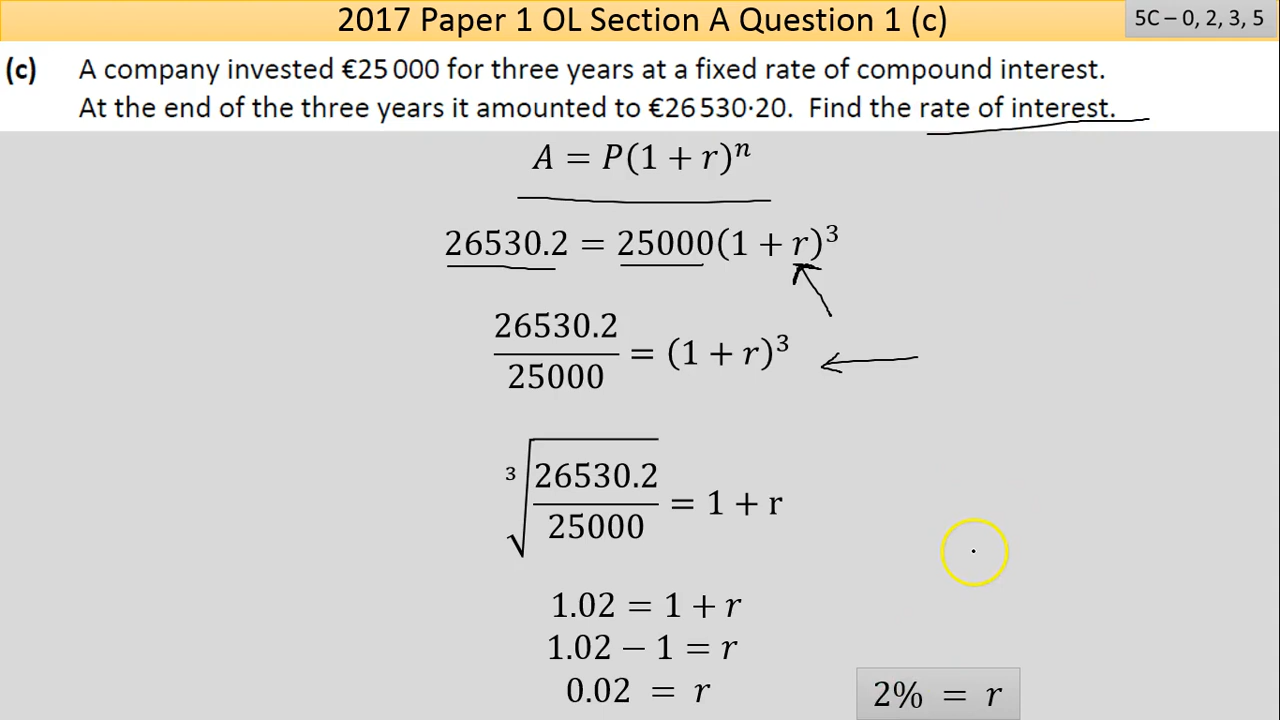 2017 Paper 1 OL Section A Question 1 (c)
5C – 0, 2, 3, 5
(c) A company invested €25 000 for three years at a fixed rate of compound interest.
At the end of the three years it amounted to €26 530·20. Find the rate of interest.
A = P(1 + r)ⁿ
26530.2 = 25000(1 + r)³
26530.2
25000
= (1 + r)³
3
26530.2
25000
= 1 + r
1.02 = 1 + r
1.02 − 1 = r
0.02 = r
2% = r